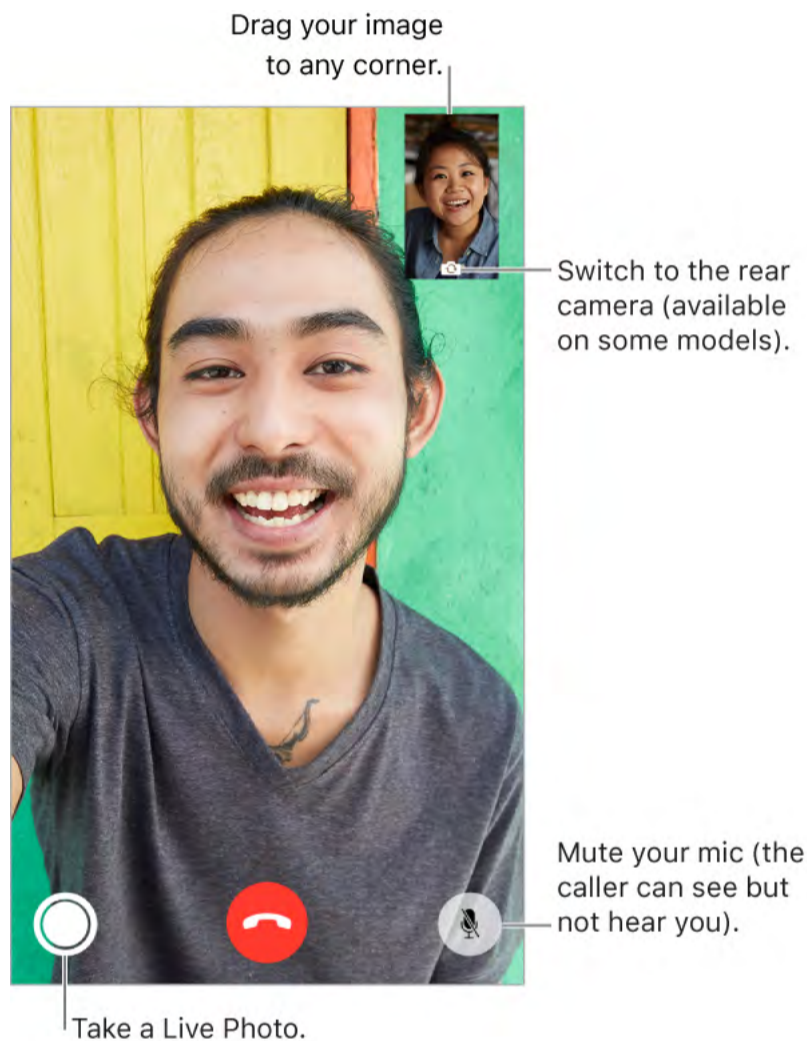 Drag your image
to any corner.
Switch to the rear
camera (available
on some models).
Mute your mic (the
caller can see but
not hear you).
Take a Live Photo.